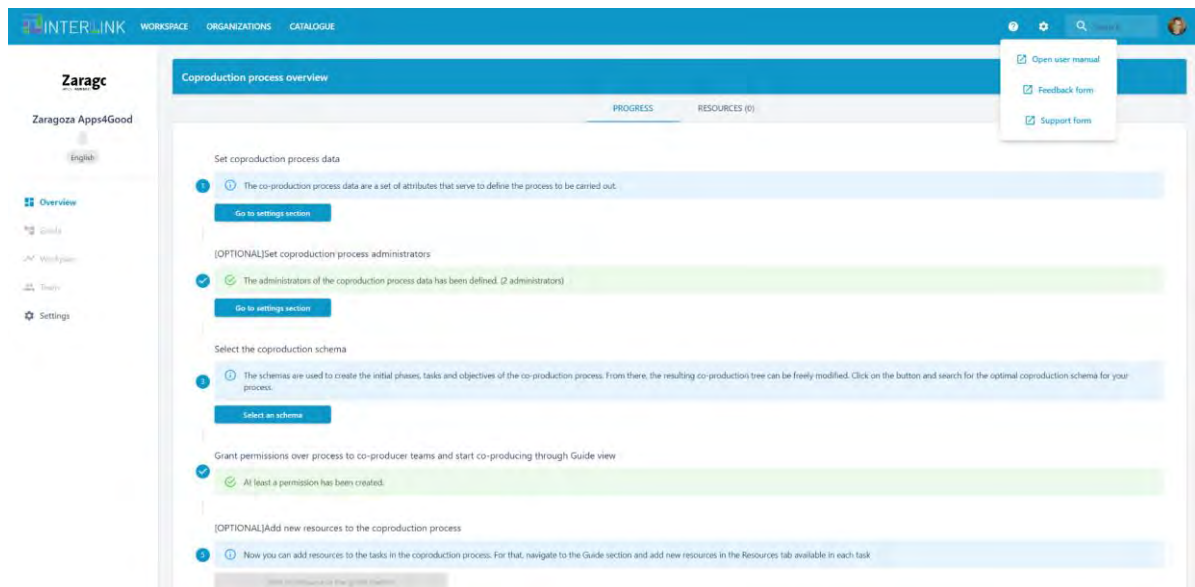 INTERLINK WORKSPACE ORGANIZATIONS CATALOGUE
Open user manual
Feedback form
Support form
Zaragc
Zaragoza Apps4Good
English
Overview
Guide
Workplan
Team
Settings
Coproduction process overview
PROGRESS RESOURCES (0)
Set coproduction process data
1 The co-production process data are a set of attributes that serve to define the process to be carried out.
Go to settings section
[OPTIONAL]Set coproduction process administrators
The administrators of the coproduction process data has been defined. (2 administrators)
Go to settings section
Select the coproduction schema
3 The schemas are used to create the initial phases, tasks and objectives of the co-production process. From there, the resulting co-production tree can be freely modified. Click on the button and search for the optimal coproduction schema for your
process.
Select an schema
Grant permissions over process to co-producer teams and start co-producing through Guide view
At least a permission has been created.
[OPTIONAL]Add new resources to the coproduction process
5 Now you can add resources to the tasks in the coproduction process. For that, navigate to the Guide section and add new resources in the Resources tab available in each task